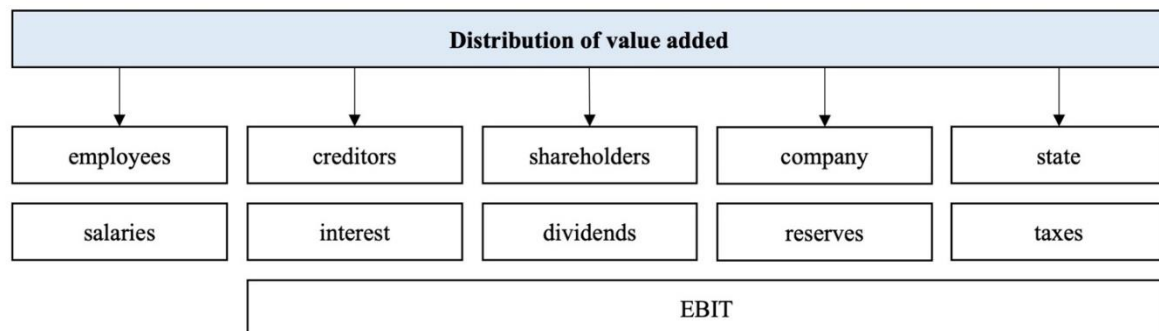 Distribution of value added
employees creditors shareholders company state
salaries interest dividends reserves taxes
EBIT